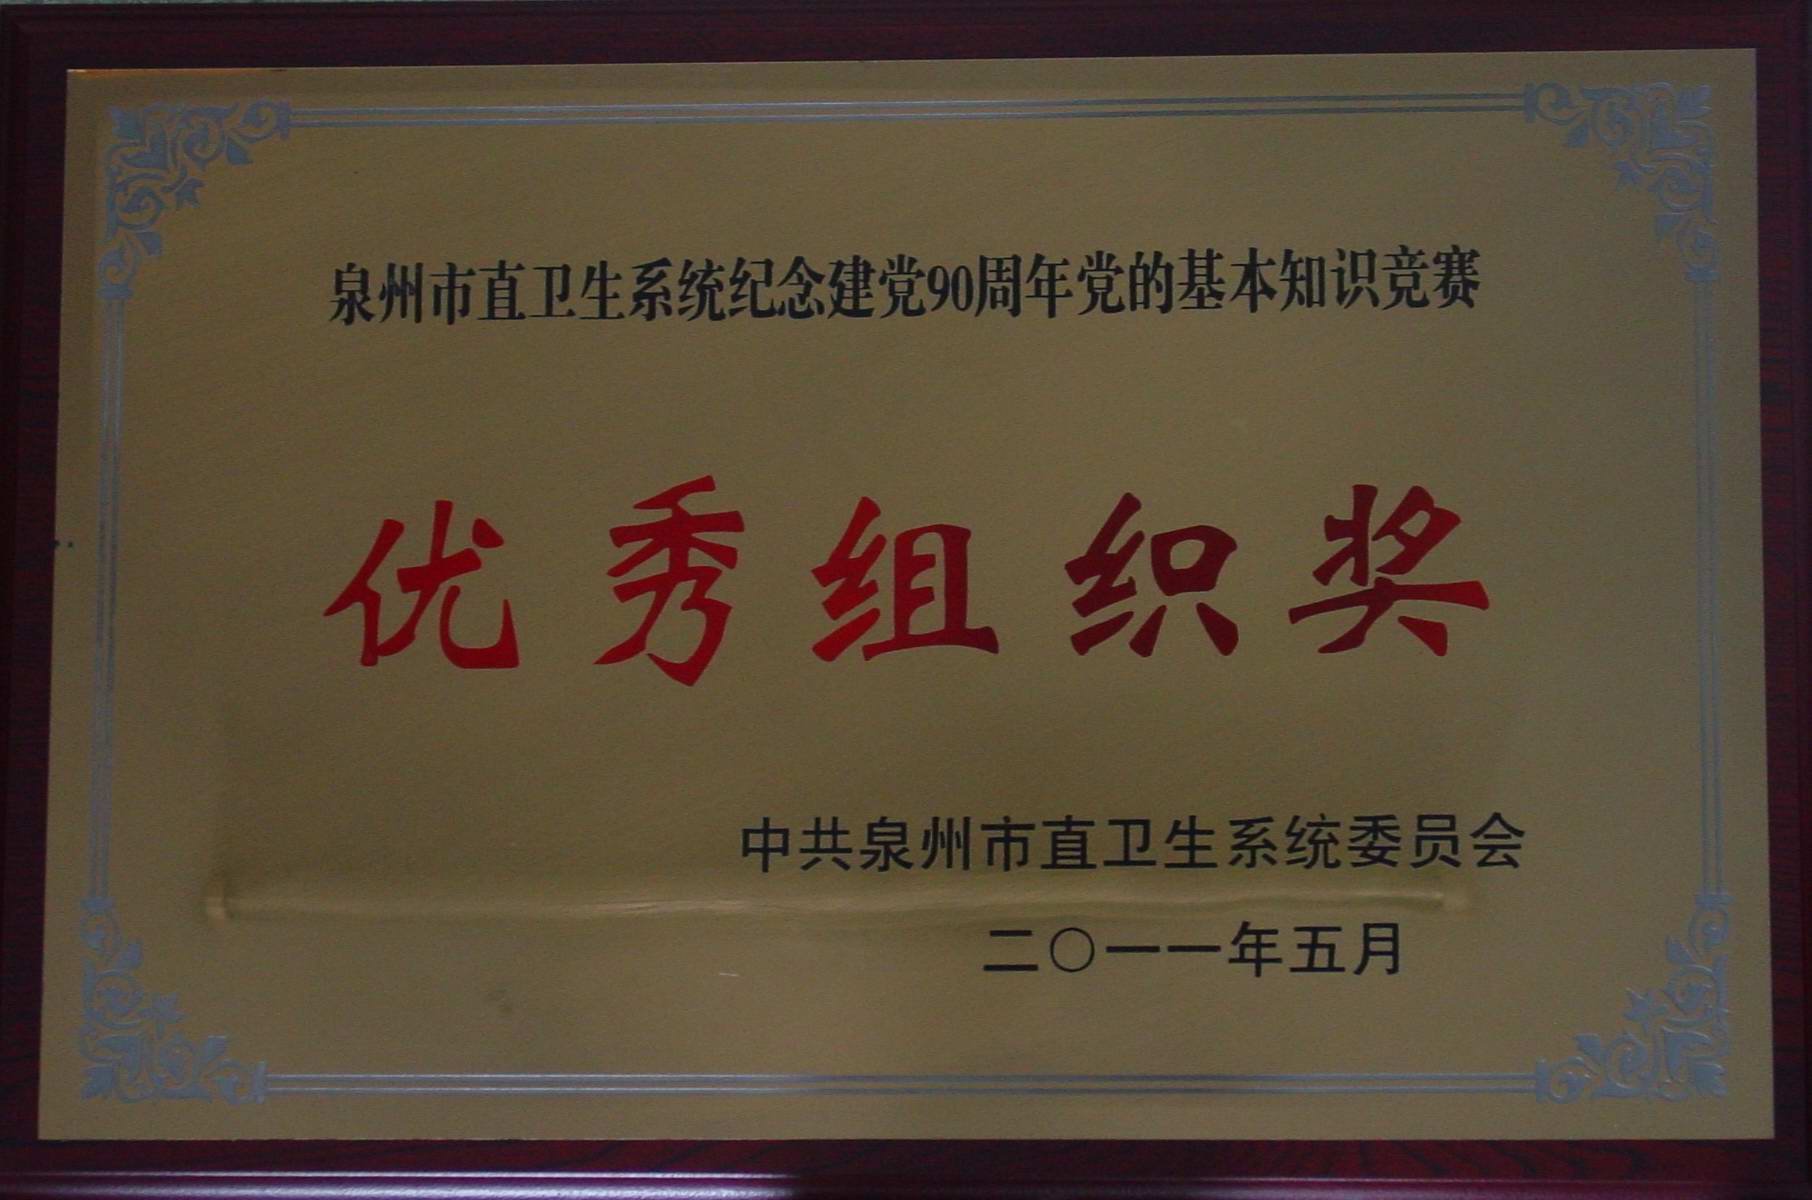 泉州市直卫生系统纪念建党90周年党的基本知识竞赛
优秀组织奖
中共泉州市直卫生系统委员会
二〇一一年五月